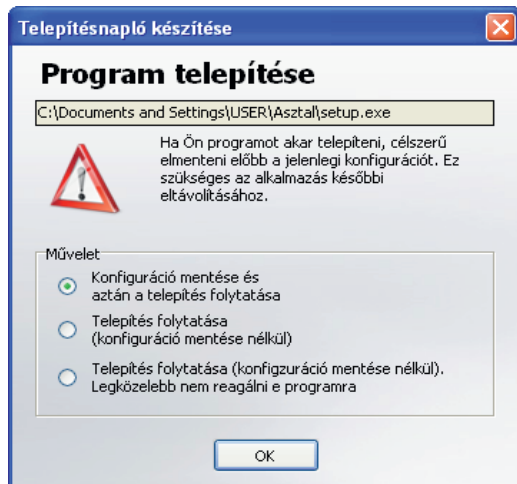 Telepítésnapló készítése
Program telepítése
C:\Documents and Settings\USER\Asztal\setup.exe
Ha Ön programot akar telepíteni, célszerű
elmenteni előbb a jelenlegi konfigurációt. Ez
szükséges az alkalmazás későbbi
eltávolításához.
Művelet
Konfiguráció mentése és
aztán a telepítés folytatása
Telepítés folytatása
(konfiguráció mentése nélkül)
Telepítés folytatása (konfigzuráció mentése nélkül).
Legközelebb nem reagálni e programra
OK